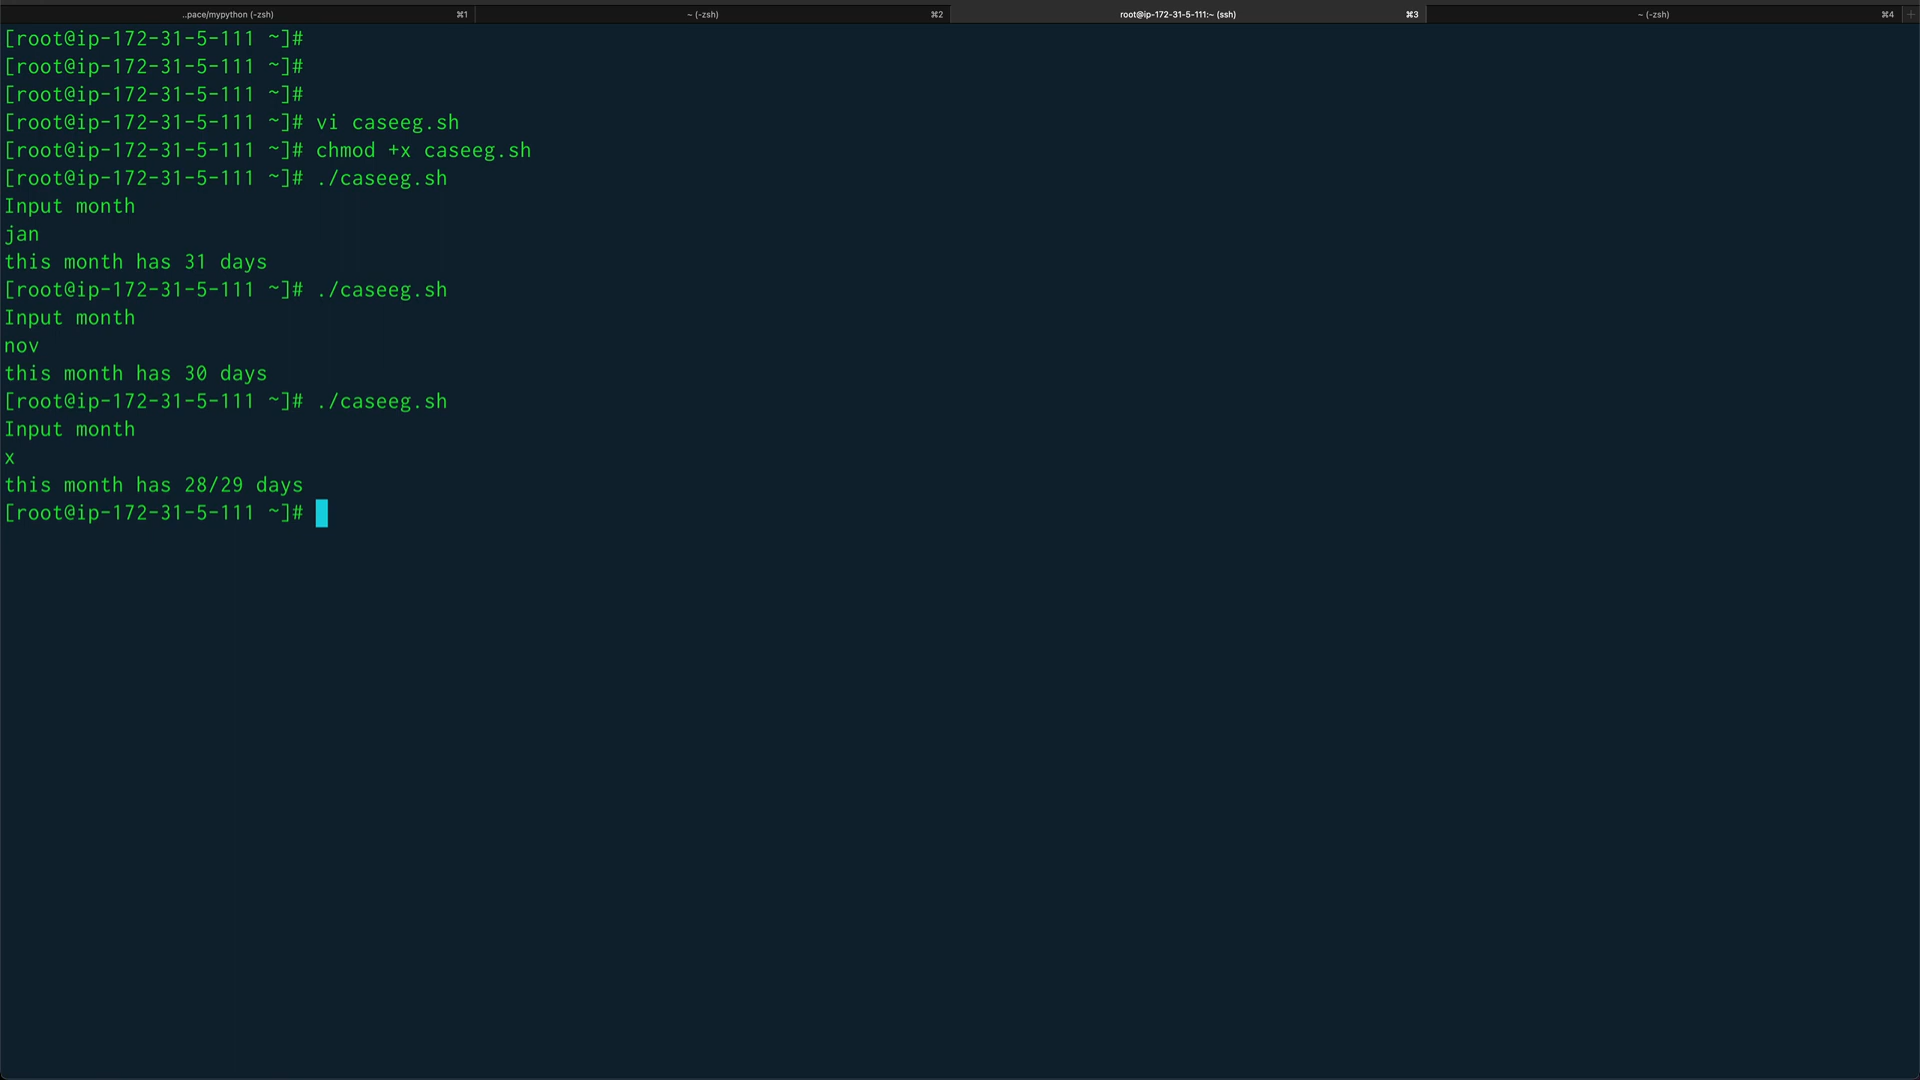 ..pace/mypython (-zsh) ⌘1 ~ (-zsh) ⌘2 root@ip-172-31-5-111:~ (ssh) ⌘3 ~ (-zsh) ⌘4 +
[root@ip-172-31-5-111 ~]#
[root@ip-172-31-5-111 ~]#
[root@ip-172-31-5-111 ~]#
[root@ip-172-31-5-111 ~]# vi caseeg.sh
[root@ip-172-31-5-111 ~]# chmod +x caseeg.sh
[root@ip-172-31-5-111 ~]# ./caseeg.sh
Input month
jan
this month has 31 days
[root@ip-172-31-5-111 ~]# ./caseeg.sh
Input month
nov
this month has 30 days
[root@ip-172-31-5-111 ~]# ./caseeg.sh
Input month
x
this month has 28/29 days
[root@ip-172-31-5-111 ~]#